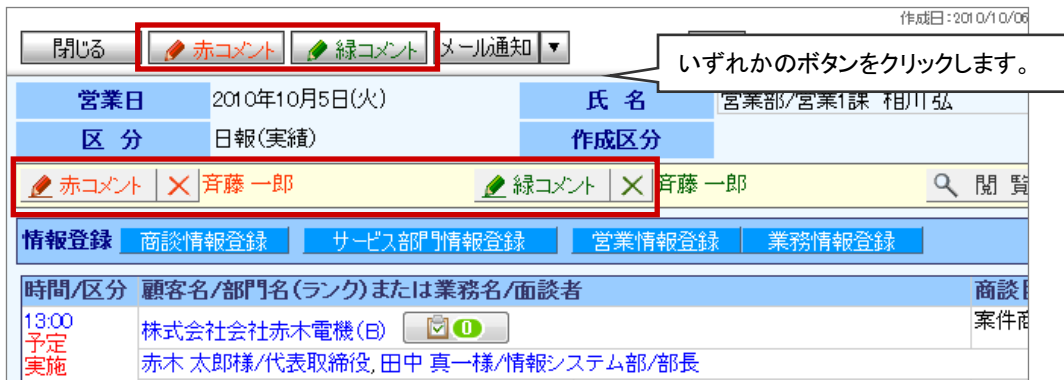 作成日:2010/10/06
閉じる 赤コメント 緑コメント メール通知 ▼
いずれかのボタンをクリックします。
営業日 2010年10月5日(火) 氏 名 営業部/営業1課 相川 弘
区 分 日報(実績) 作成区分
赤コメント 斉藤 一郎 緑コメント 斉藤 一郎 閲 覧
情報登録 商談情報登録 サービス部門情報登録 営業情報登録 業務情報登録
時間/区分 顧客名/部門名(ランク)または業務名/面談者 商談
13:00 株式会社会社赤木電機(B) 0 案件商
予定
実施 赤木 太郎様/代表取締役, 田中 真一様/情報システム部/部長